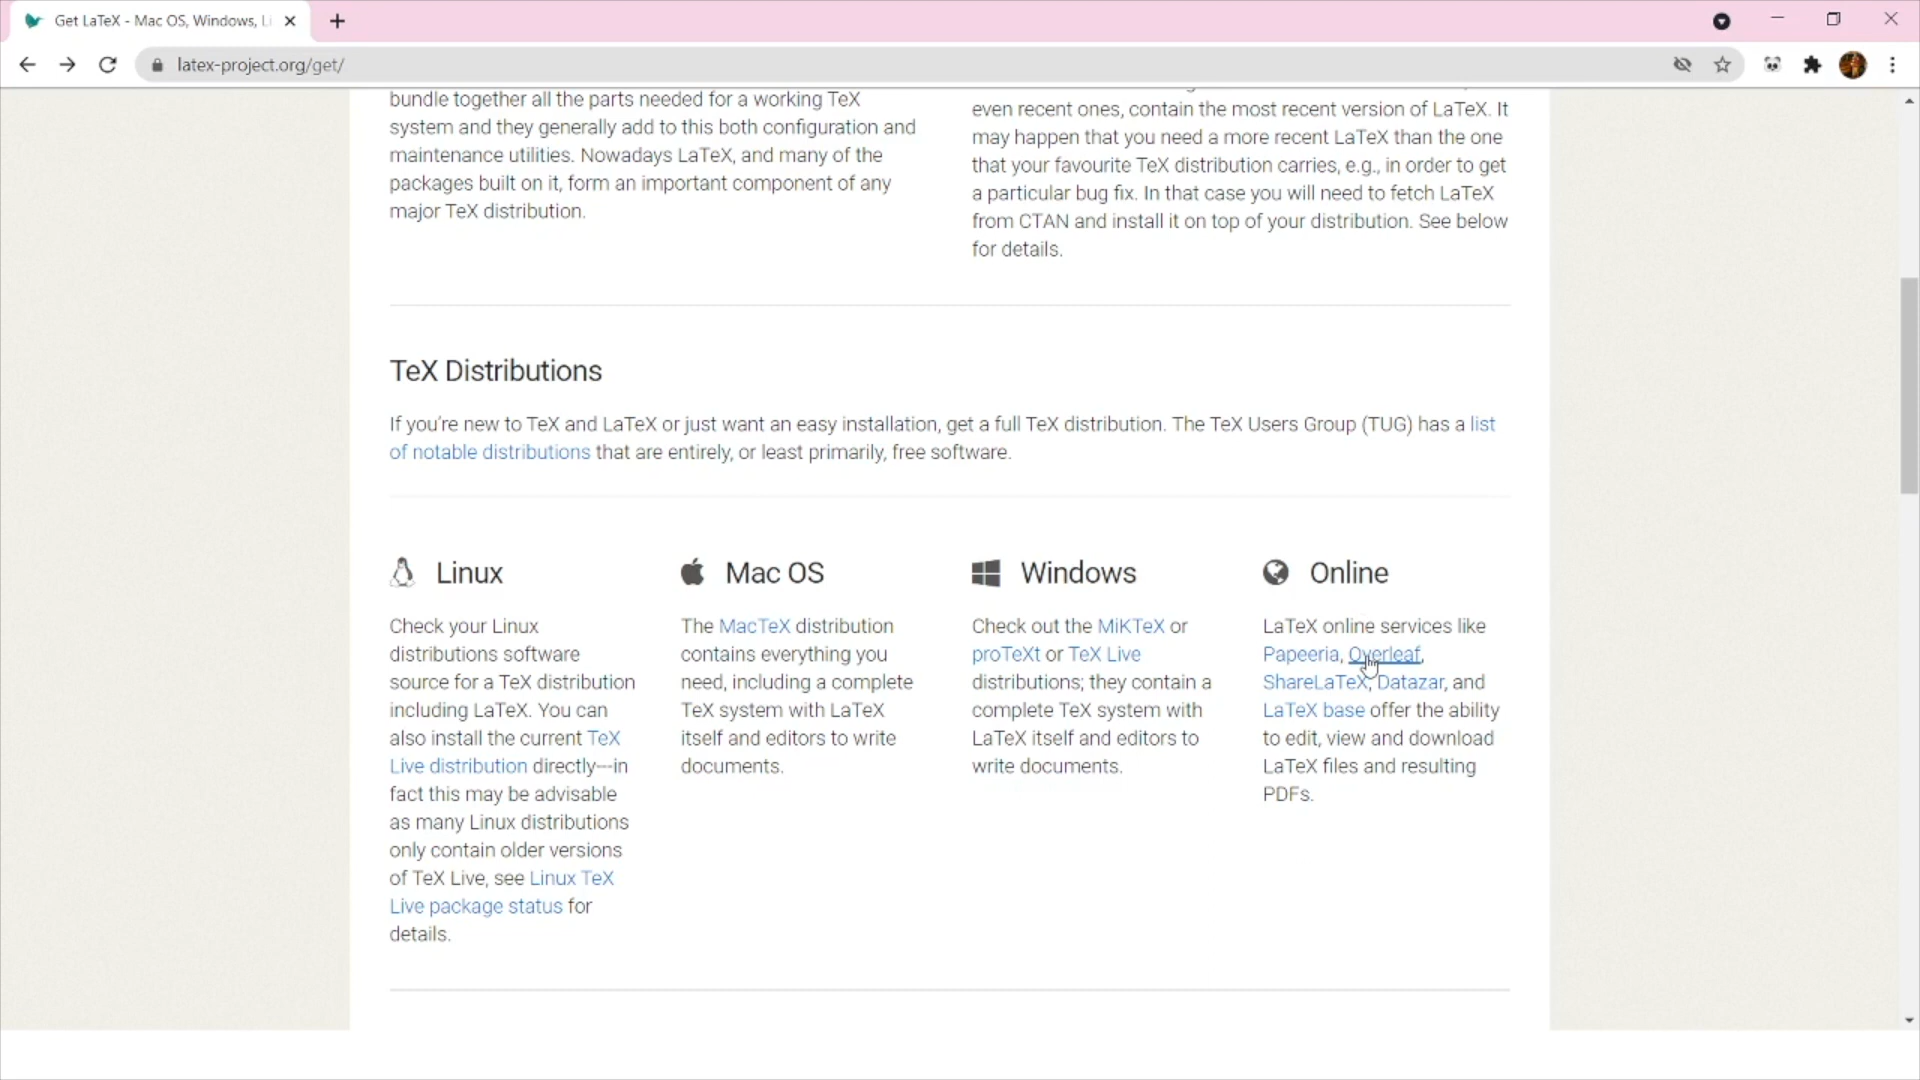 Get LaTeX - Mac OS, Windows, Li
latex-project.org/get/
bundle together all the parts needed for a working TeX
system and they generally add to this both configuration and
maintenance utilities. Nowadays LaTeX, and many of the
packages built on it, form an important component of any
major TeX distribution.
even recent ones, contain the most recent version of LaTeX. It
may happen that you need a more recent LaTeX than the one
that your favourite TeX distribution carries, e.g., in order to get
a particular bug fix. In that case you will need to fetch LaTeX
from CTAN and install it on top of your distribution. See below
for details.
TeX Distributions
If you're new to TeX and LaTeX or just want an easy installation, get a full TeX distribution. The TeX Users Group (TUG) has a list
of notable distributions that are entirely, or least primarily, free software.
Linux
Check your Linux
distributions software
source for a TeX distribution
including LaTeX. You can
also install the current TeX
Live distribution directly—in
fact this may be advisable
as many Linux distributions
only contain older versions
of TeX Live, see Linux TeX
Live package status for
details.
Mac OS
The MacTeX distribution
contains everything you
need, including a complete
TeX system with LaTeX
itself and editors to write
documents.
Windows
Check out the MiKTeX or
proTeXt or TeX Live
distributions; they contain a
complete TeX system with
LaTeX itself and editors to
write documents.
Online
LaTeX online services like
Papeeria, Overleaf,
ShareLaTeX, Datazar, and
LaTeX base offer the ability
to edit, view and download
LaTeX files and resulting
PDFs.